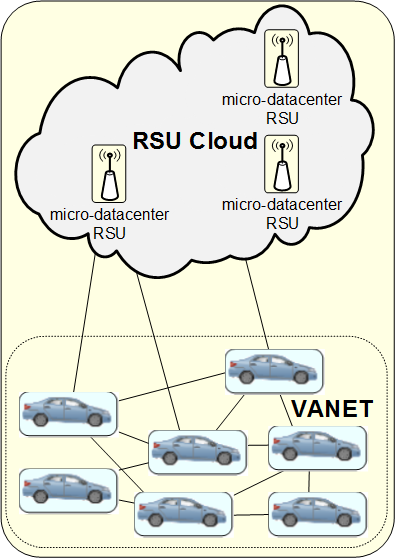 micro-datacenter
RSU
RSU Cloud
micro-datacenter
RSU
micro-datacenter
RSU
VANET